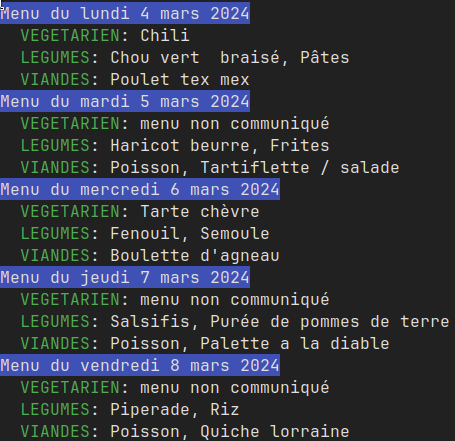 Menu du lundi 4 mars 2024
VEGETARIEN: Chili
LEGUMES: Chou vert  braisé, Pâtes
VIANDES: Poulet tex mex
Menu du mardi 5 mars 2024
VEGETARIEN: menu non communiqué
LEGUMES: Haricot beurre, Frites
VIANDES: Poisson, Tartiflette / salade
Menu du mercredi 6 mars 2024
VEGETARIEN: Tarte chèvre
LEGUMES: Fenouil, Semoule
VIANDES: Boulette d'agneau
Menu du jeudi 7 mars 2024
VEGETARIEN: menu non communiqué
LEGUMES: Salsifis, Purée de pommes de terre
VIANDES: Poisson, Palette a la diable
Menu du vendredi 8 mars 2024
VEGETARIEN: menu non communiqué
LEGUMES: Piperade, Riz
VIANDES: Poisson, Quiche lorraine